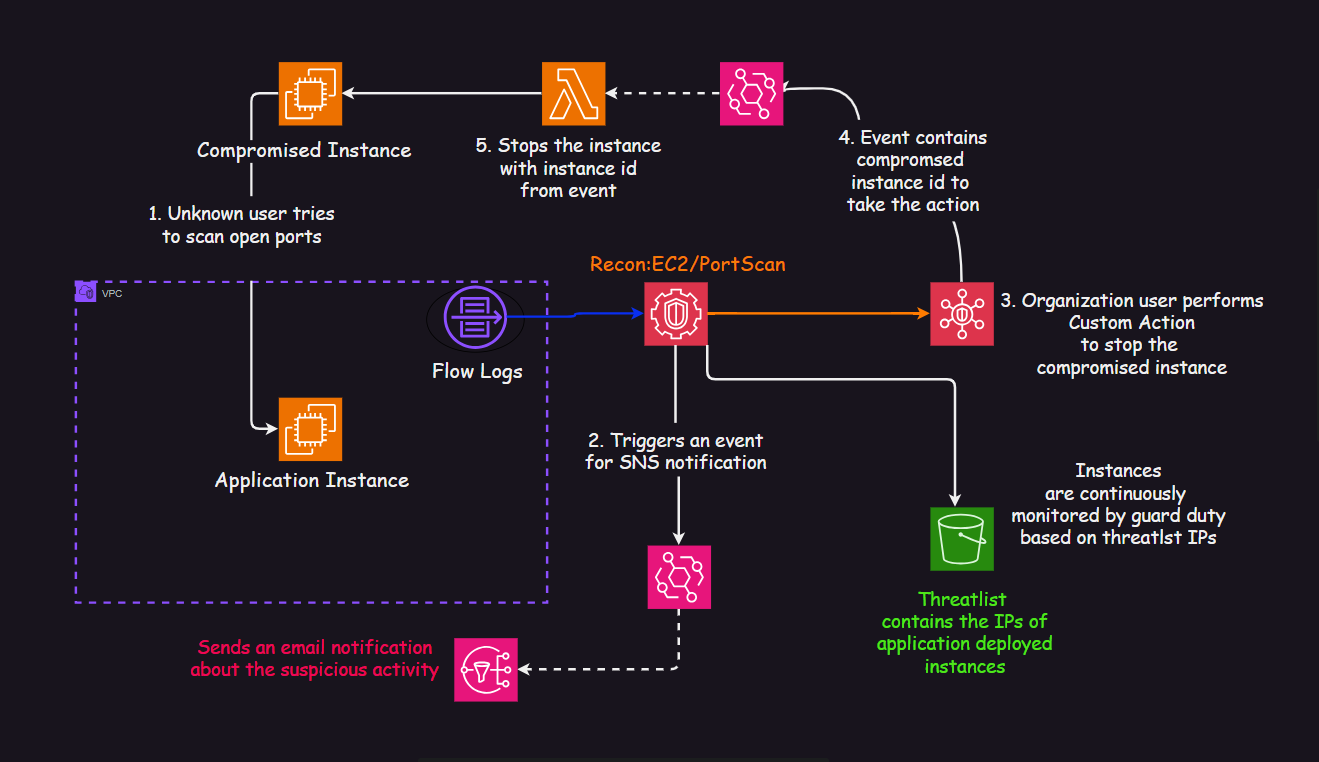 Compromised Instance
5. Stops the instance
with instance id
from event
4. Event contains
compromsed
instance id to
take the action
1. Unknown user tries
to scan open ports
Recon:EC2/PortScan
VPC
Flow Logs
3. Organization user performs
Custom Action
to stop the
compromised instance
2. Triggers an event
for SNS notification
Application Instance
Instances
are continuously
monitored by guard duty
based on threatlst IPs
Threatlist
contains the IPs of
application deployed
instances
Sends an email notification
about the suspicious activity